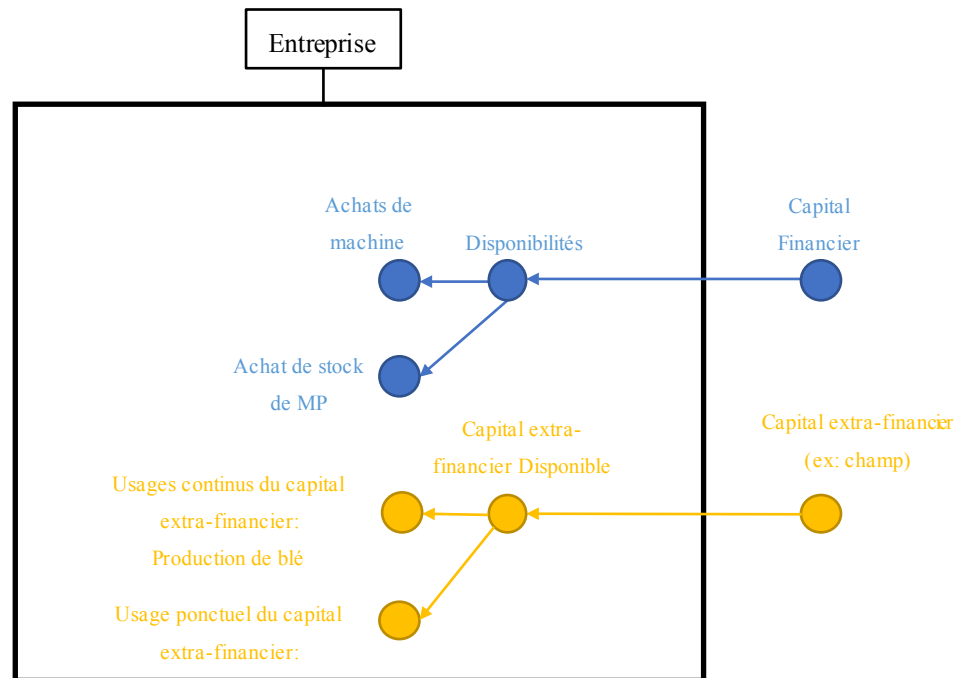 Entreprise
Achats de
machine
Disponibilités
Capital
Financier
Achat de stock
de MP
Capital extra-
financier Disponible
Capital extra-financier
(ex: champ)
Usages continus du capital
extra-financier:
Production de blé
Usage ponctuel du capital
extra-financier: